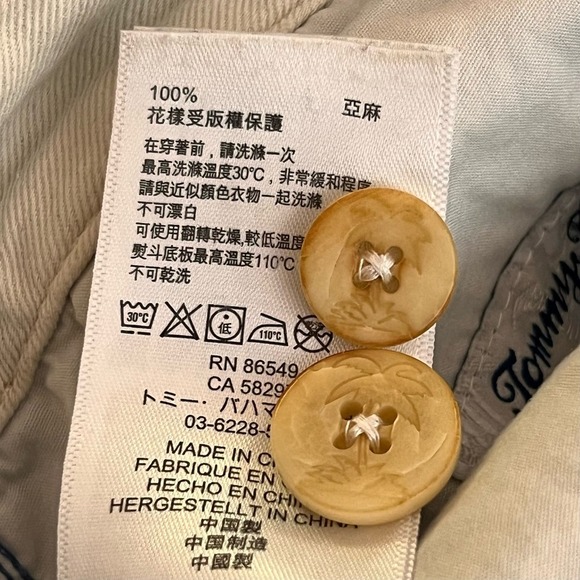 100% 亞麻
花樣受版權保護
在穿著前，請洗滌一次
最高洗滌溫度30°C，非常緩和程序
請與近似顏色衣物一起洗滌
不可漂白
可使用翻轉乾燥,較低溫度
熨斗底板最高溫度110°C
不可乾洗
30°C 低 110°C
RN 86549
CA 5829
トミー・バハマ
03-6228-
MADE IN
FABRIQUE EN
HECHO EN
HERGESTELLT IN CHINA
中国製
中国制造
中國製
Tommy